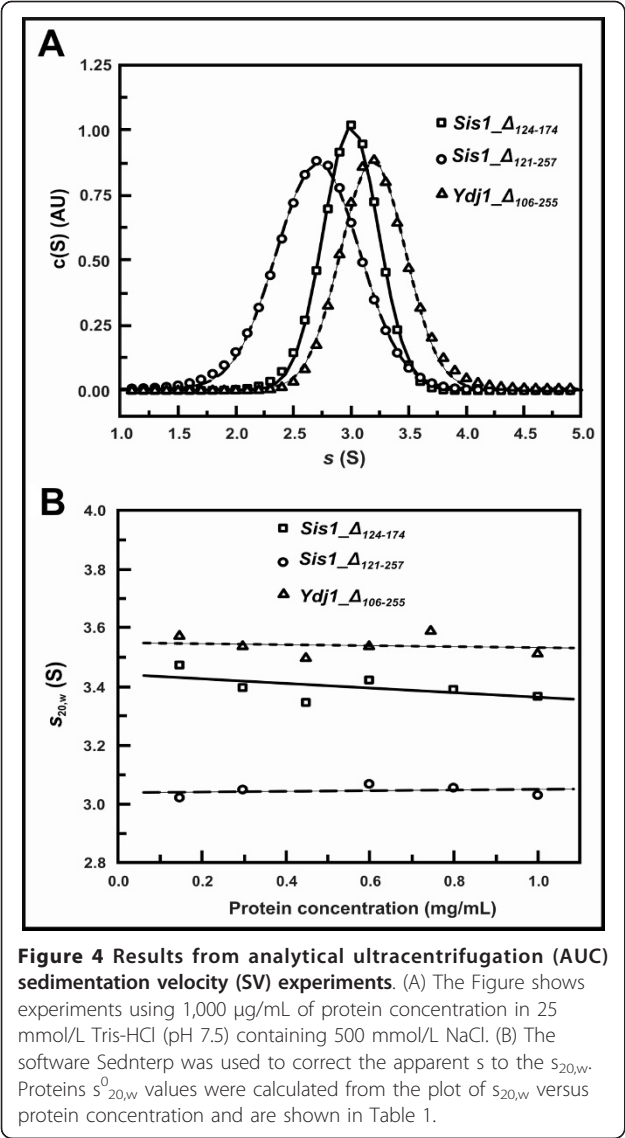 A
1.25
1.00
0.75
0.50
0.25
0.00
c(S) (AU)
Sis1_Δ124-174
Sis1_Δ121-257
Ydj1_Δ106-255
1.0 1.5 2.0 2.5 3.0 3.5 4.0 4.5 5.0
s (S)
B
4.0
3.8
3.6
3.4
3.2
3.0
2.8
s20,w (S)
Sis1_Δ124-174
Sis1_Δ121-257
Ydj1_Δ106-255
0.0 0.2 0.4 0.6 0.8 1.0
Protein concentration (mg/mL)
Figure 4 Results from analytical ultracentrifugation (AUC)
sedimentation velocity (SV) experiments. (A) The Figure shows
experiments using 1,000 μg/mL of protein concentration in 25
mmol/L Tris-HCl (pH 7.5) containing 500 mmol/L NaCl. (B) The
software Sednterp was used to correct the apparent s to the s20,w.
Proteins s⁰20,w values were calculated from the plot of s20,w versus
protein concentration and are shown in Table 1.